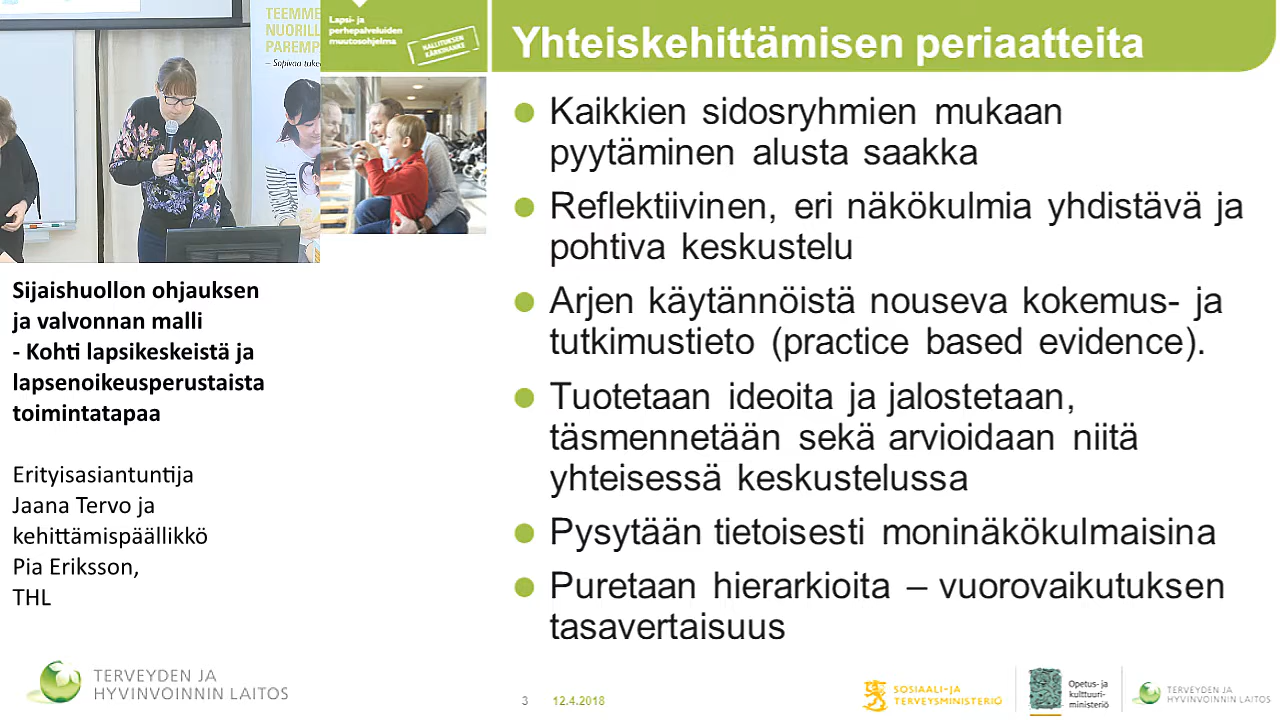 TEEMME
NUORILL
PAREMP
– Sopivaa tuke
Lapsi- ja
perhepalveluiden
muutosohjelma
HALLITUKSEN
KÄRKIHANKE
Yhteiskehittämisen periaatteita
Kaikkien sidosryhmien mukaan
pyytäminen alusta saakka
Reflektiivinen, eri näkökulmia yhdistävä ja
pohtiva keskustelu
Arjen käytännöistä nouseva kokemus- ja
tutkimustieto (practice based evidence).
Tuotetaan ideoita ja jalostetaan,
täsmennetään sekä arvioidaan niitä
yhteisessä keskustelussa
Pysytään tietoisesti moninäkökulmaisina
Puretaan hierarkioita – vuorovaikutuksen
tasavertaisuus
Sijaishuollon ohjauksen
ja valvonnan malli
- Kohti lapsikeskeistä ja
lapsenoikeusperustaista
toimintatapaa
Erityisasiantuntija
Jaana Tervo ja
kehittämispäällikkö
Pia Eriksson,
THL
TERVEYDEN JA
HYVINVOINNIN LAITOS
3 12.4.2018
SOSIAALI- JA
TERVEYSMINISTERIÖ
Opetus- ja
kulttuuri-
ministeriö
TERVEYDEN JA
HYVINVOINNIN LAITOS